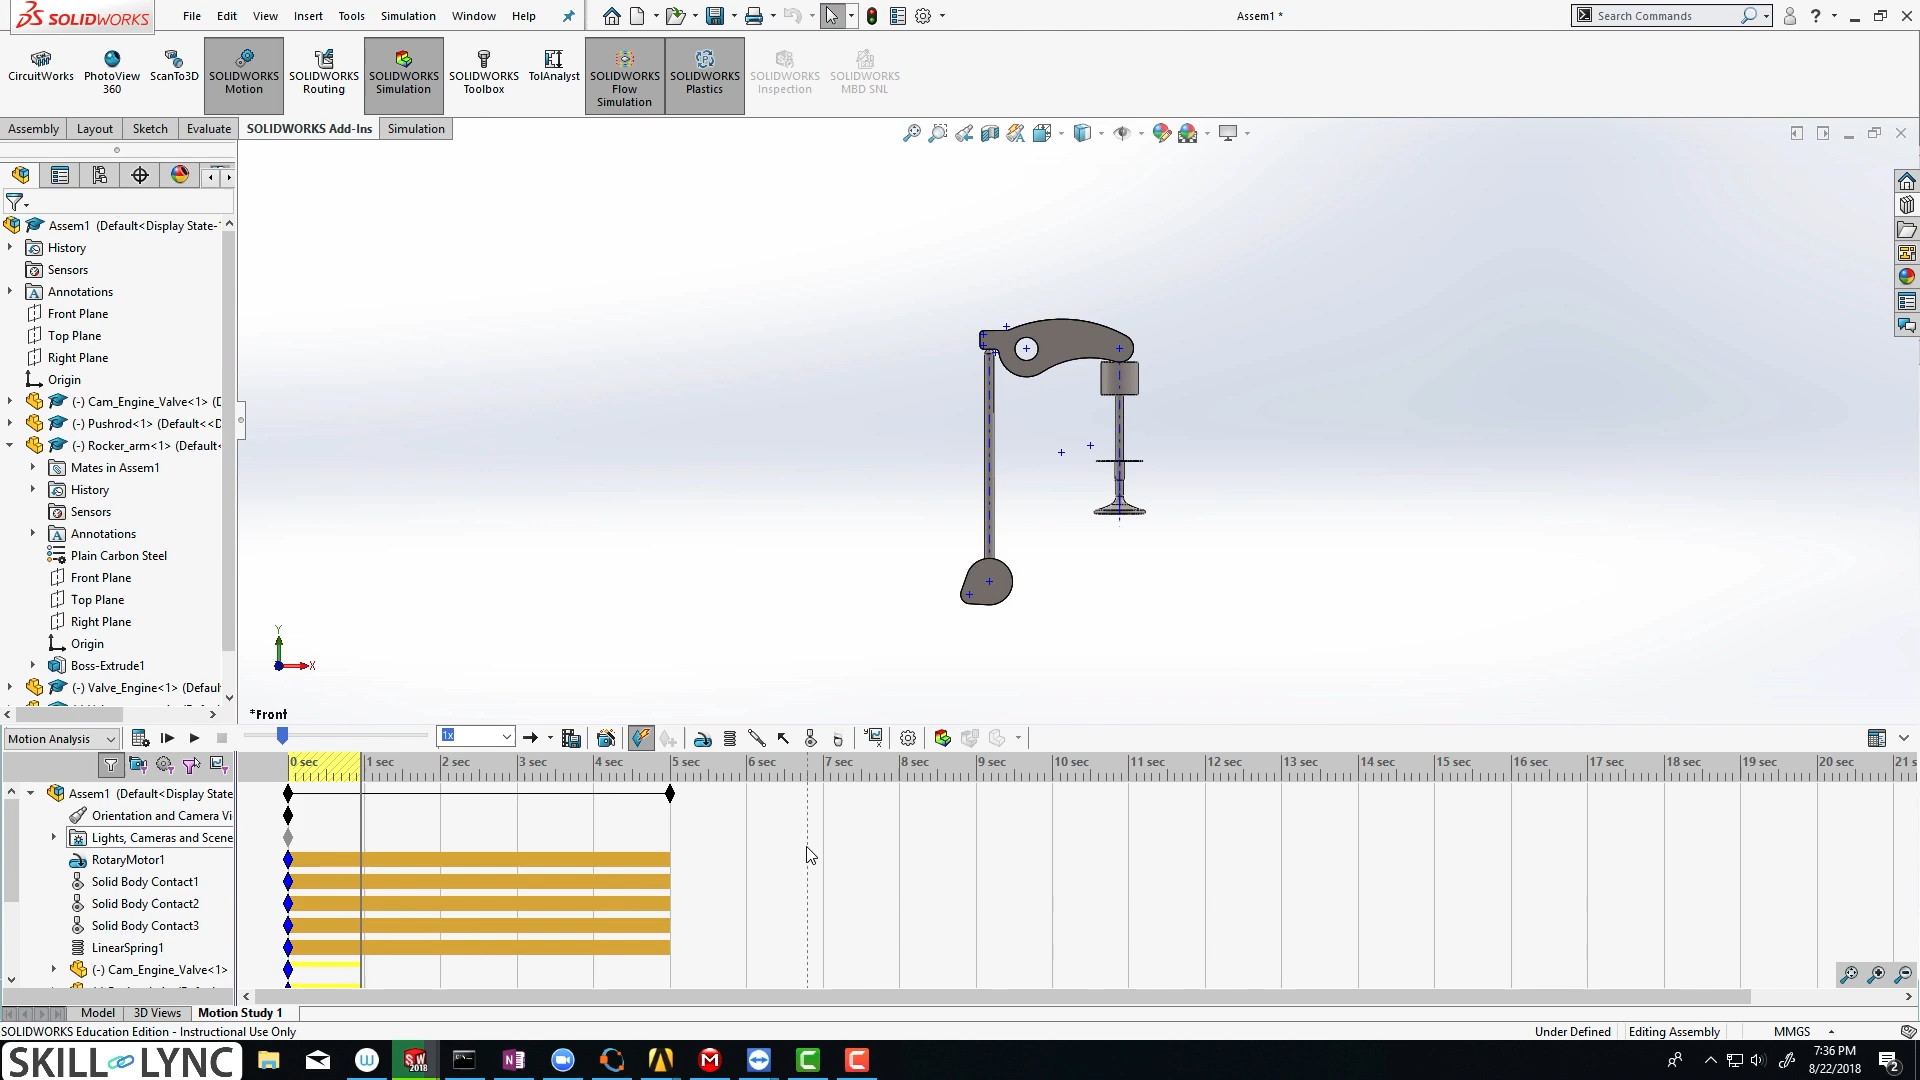 SOLIDWORKS
File Edit View Insert Tools Simulation Window Help
Assem1 *
Search Commands
CircuitWorks
PhotoView
360
ScanTo3D
SOLIDWORKS
Motion
SOLIDWORKS
Routing
SOLIDWORKS
Simulation
SOLIDWORKS
Toolbox
TolAnalyst
SOLIDWORKS
Flow
Simulation
SOLIDWORKS
Plastics
SOLIDWORKS
Inspection
SOLIDWORKS
MBD SNL
Assembly Layout Sketch Evaluate SOLIDWORKS Add-Ins Simulation
Assem1 (Default<Display State-
History
Sensors
Annotations
Front Plane
Top Plane
Right Plane
Origin
(-) Cam_Engine_Valve<1> (D
(-) Pushrod<1> (Default<<D
(-) Rocker_arm<1> (Default<
Mates in Assem1
History
Sensors
Annotations
Plain Carbon Steel
Front Plane
Top Plane
Right Plane
Origin
Boss-Extrude1
(-) Valve_Engine<1> (Defaul
Y
X
*Front
Motion Analysis
1x
0 sec 1 sec 2 sec 3 sec 4 sec 5 sec 6 sec 7 sec 8 sec 9 sec 10 sec 11 sec 12 sec 13 sec 14 sec 15 sec 16 sec 17 sec 18 sec 19 sec 20 sec 21 s
Assem1 (Default<Display State
Orientation and Camera Vi
Lights, Cameras and Scene
RotaryMotor1
Solid Body Contact1
Solid Body Contact2
Solid Body Contact3
LinearSpring1
(-) Cam_Engine_Valve<1>
Model 3D Views Motion Study 1
SOLIDWORKS Education Edition - Instructional Use Only
Under Defined Editing Assembly MMGS
SKILL LYNC
SW
2018
7:36 PM
8/22/2018
2